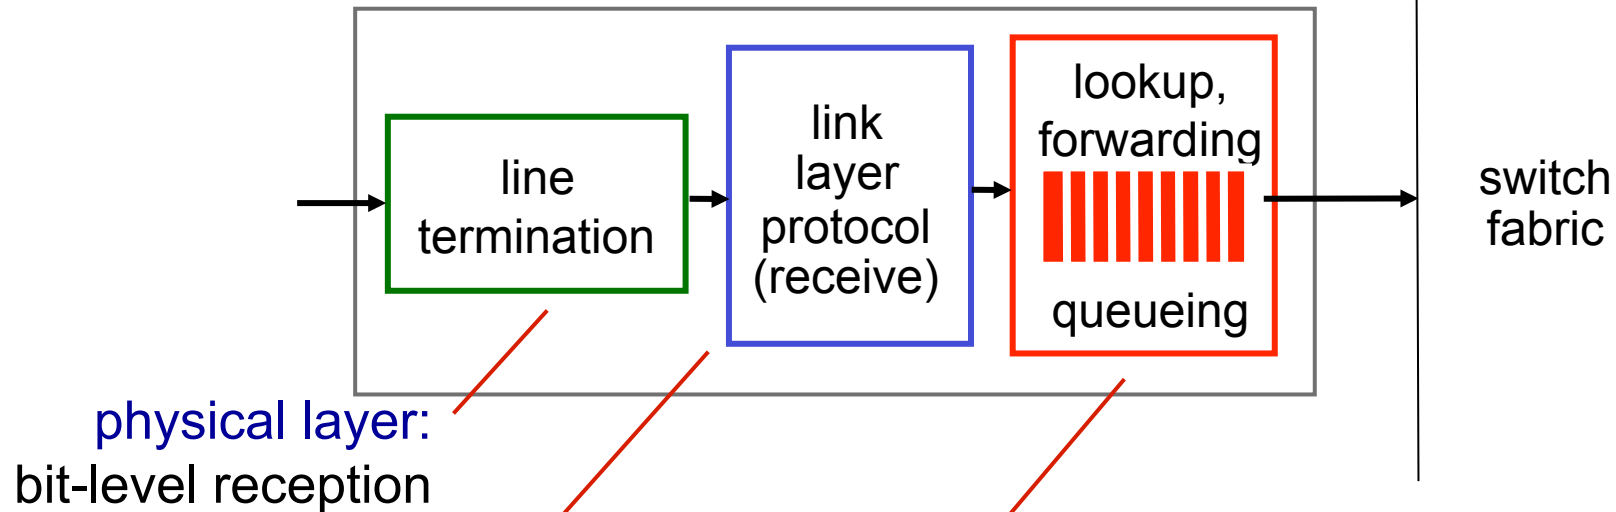 line
termination
link
layer
protocol
(receive)
lookup,
forwarding
queueing
switch
fabric
physical layer:
bit-level reception